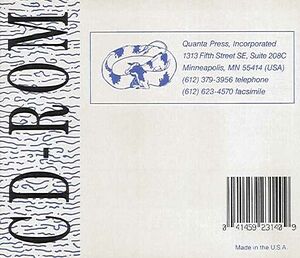 CD-ROM
Quanta Press, Incorporated
1313 Fifth Street SE, Suite 208C
Minneapolis, MN 55414 (USA)
(612) 379-3956 telephone
(612) 623-4570 facsimile
0 41459 23140 9
Made in the U.S.A.